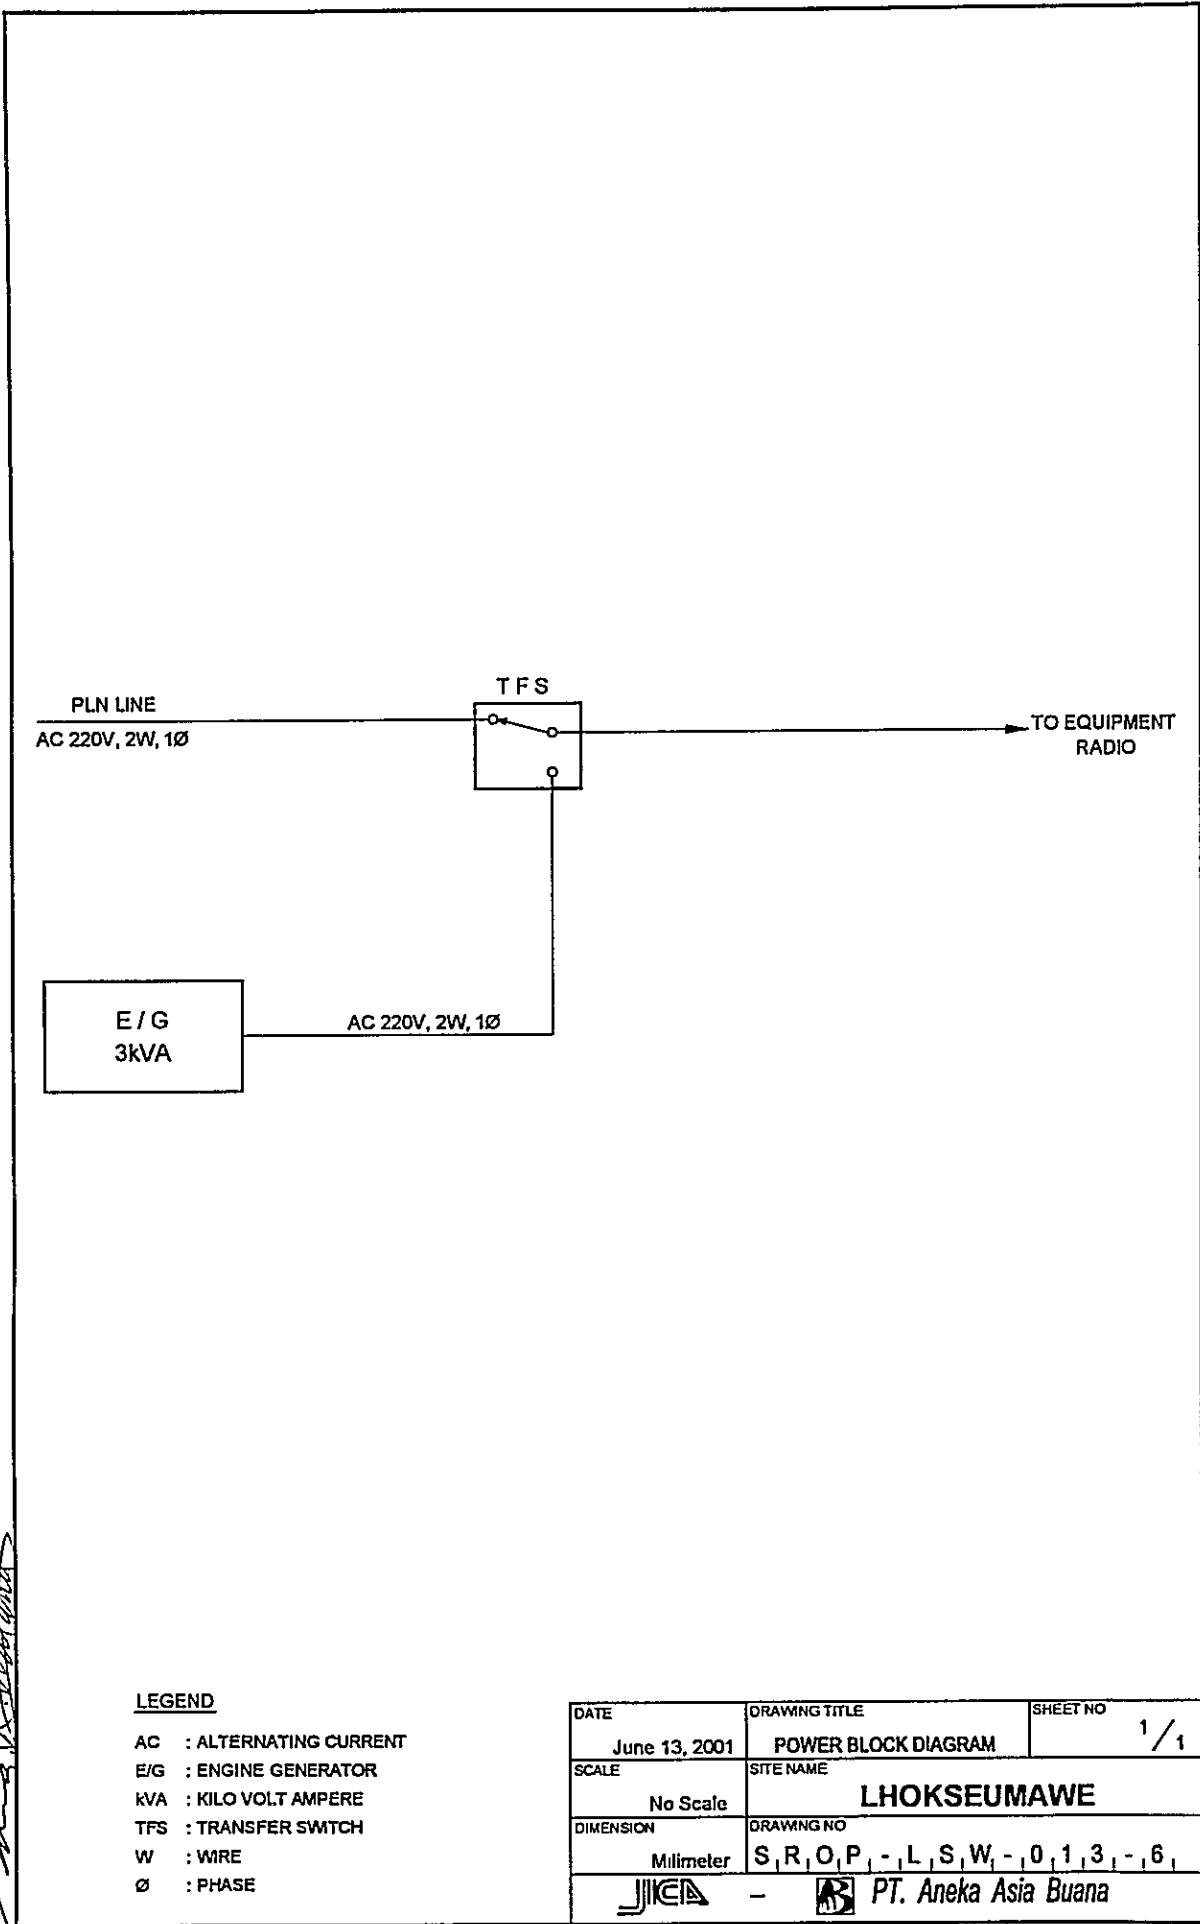 TFS
PLN LINE
AC 220V, 2W, 1Ø
TO EQUIPMENT
RADIO
E / G
3kVA
AC 220V, 2W, 1Ø
LEGEND
AC : ALTERNATING CURRENT
E/G : ENGINE GENERATOR
kVA : KILO VOLT AMPERE
TFS : TRANSFER SWITCH
W : WIRE
Ø : PHASE
DATE
June 13, 2001
DRAWING TITLE
POWER BLOCK DIAGRAM
SHEET NO
1/1
SCALE
No Scale
SITE NAME
LHOKSEUMAWE
DIMENSION
Milimeter
DRAWING NO
SROP-LSW-013-6
JICA - PT. Aneka Asia Buana